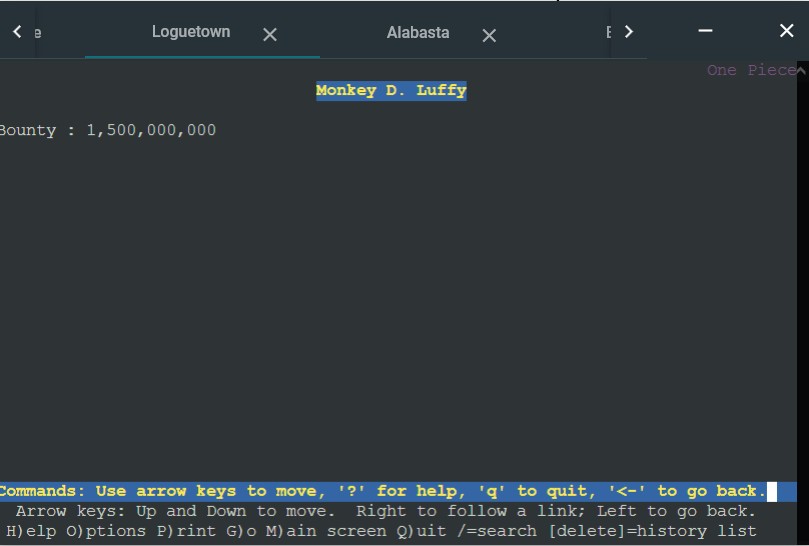 Loguetown
Alabasta
One Piece
Monkey D. Luffy
Bounty : 1,500,000,000
Commands: Use arrow keys to move, '?' for help, 'q' to quit, '<-' to go back.
Arrow keys: Up and Down to move.  Right to follow a link; Left to go back.
H)elp O)ptions P)rint G)o M)ain screen Q)uit /=search [delete]=history list